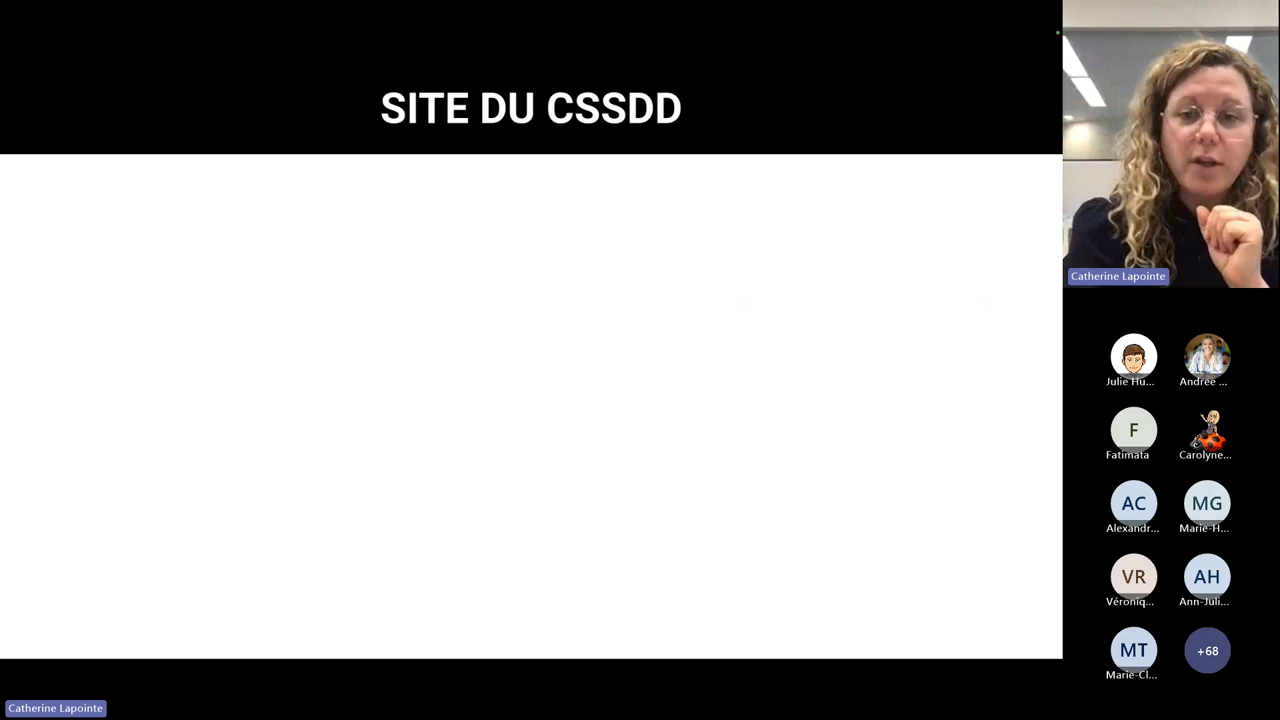 SITE DU CSSDD
Catherine Lapointe
Julie Hu...
Andrée ...
F
Fatimata
Carolyne...
AC
Alexandr...
MG
Marie-H...
VR
Véroniq...
AH
Ann-Juli...
MT
Marie-Cl...
+68
Catherine Lapointe